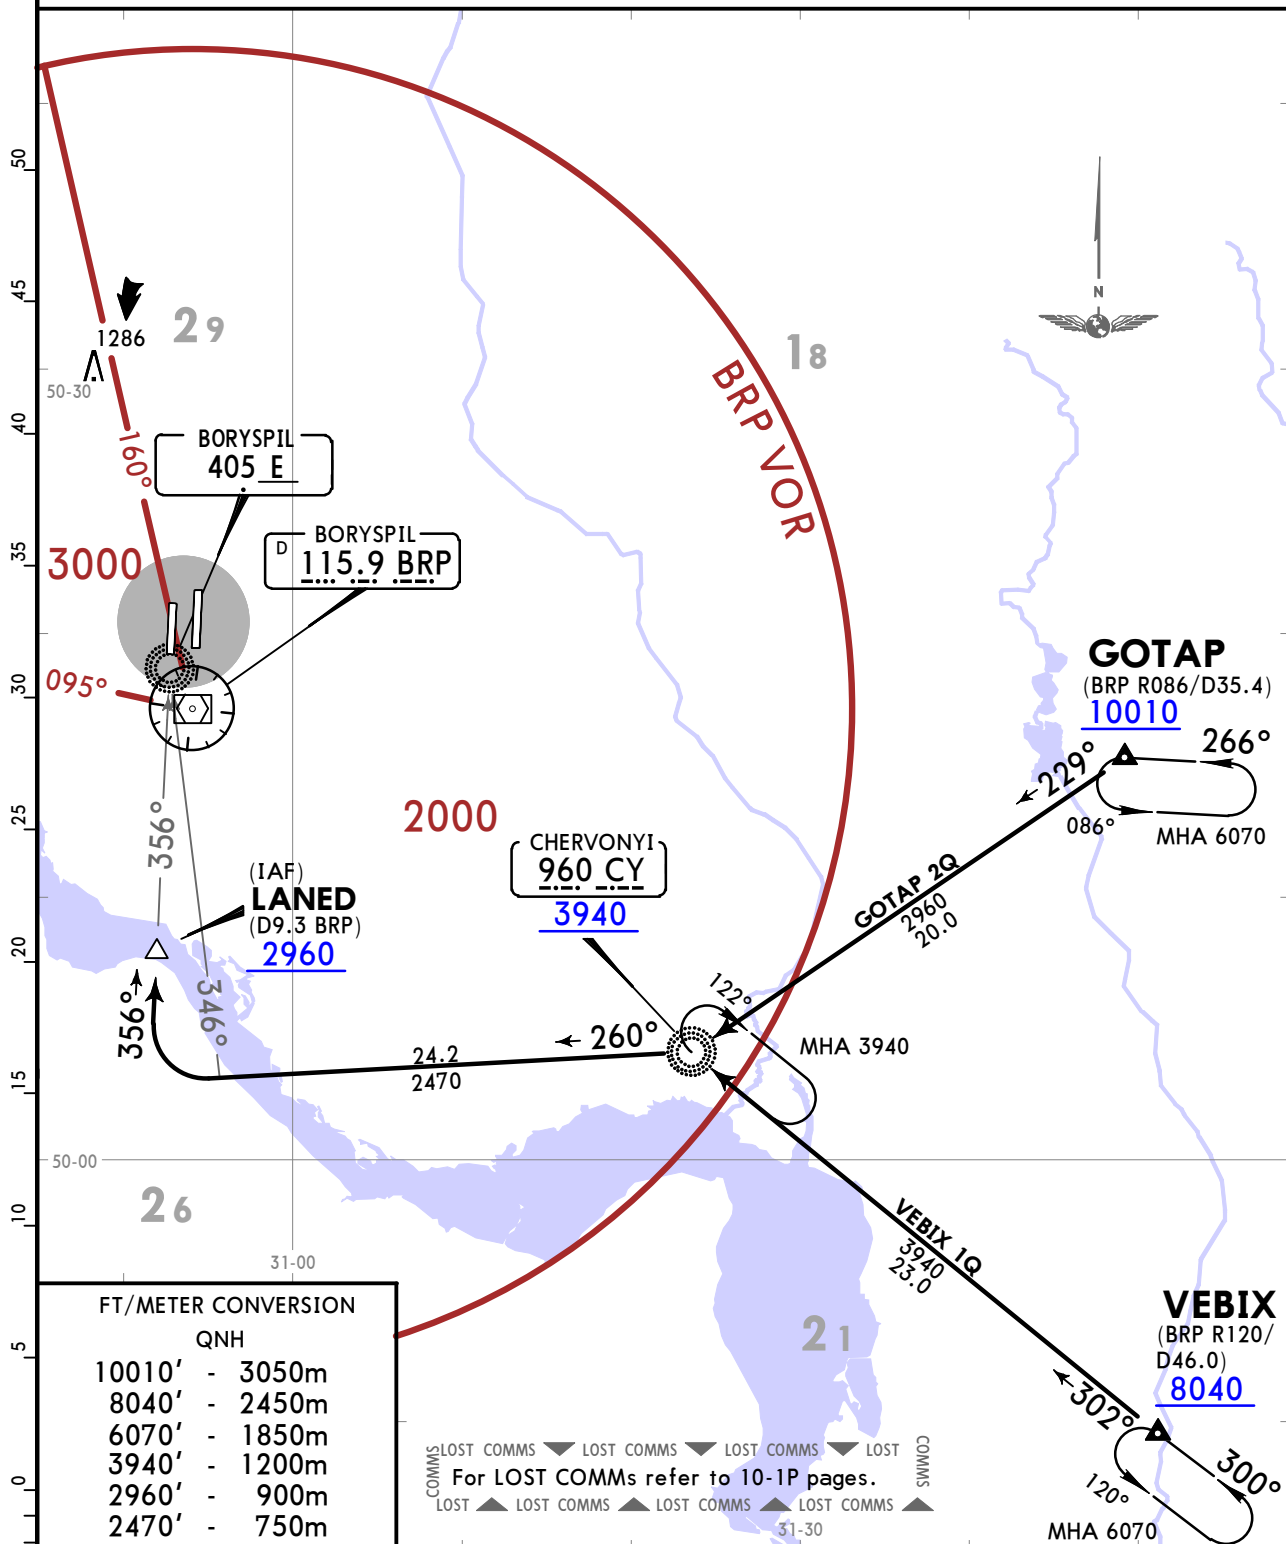 50
45
40
35
30
25
20
15
10
5
0
N
29
1286
50-30
18
BRP VOR
160°
BORYSPIL
405 E
BORYSPIL
D 115.9 BRP
3000
095°
GOTAP
(BRP R086/D35.4)
10010
266°
229°
086°
MHA 6070
2000
356°
CHERVONYI
960 CY
3940
(IAF)
LANED
(D9.3 BRP)
2960
GOTAP 2Q
2960
20.0
356°
346°
122°
MHA 3940
260°
24.2
2470
50-00
26
31-00
VEBIX 1Q
3940
23.0
21
VEBIX
(BRP R120/
D46.0)
8040
302°
300°
120°
MHA 6070
FT/METER CONVERSION
QNH
10010' - 3050m
8040' - 2450m
6070' - 1850m
3940' - 1200m
2960' - 900m
2470' - 750m
LOST COMMS LOST COMMS LOST COMMS LOST
COMMS
COMMS
For LOST COMMs refer to 10-1P pages.
LOST LOST COMMS LOST COMMS LOST COMMS
31-30